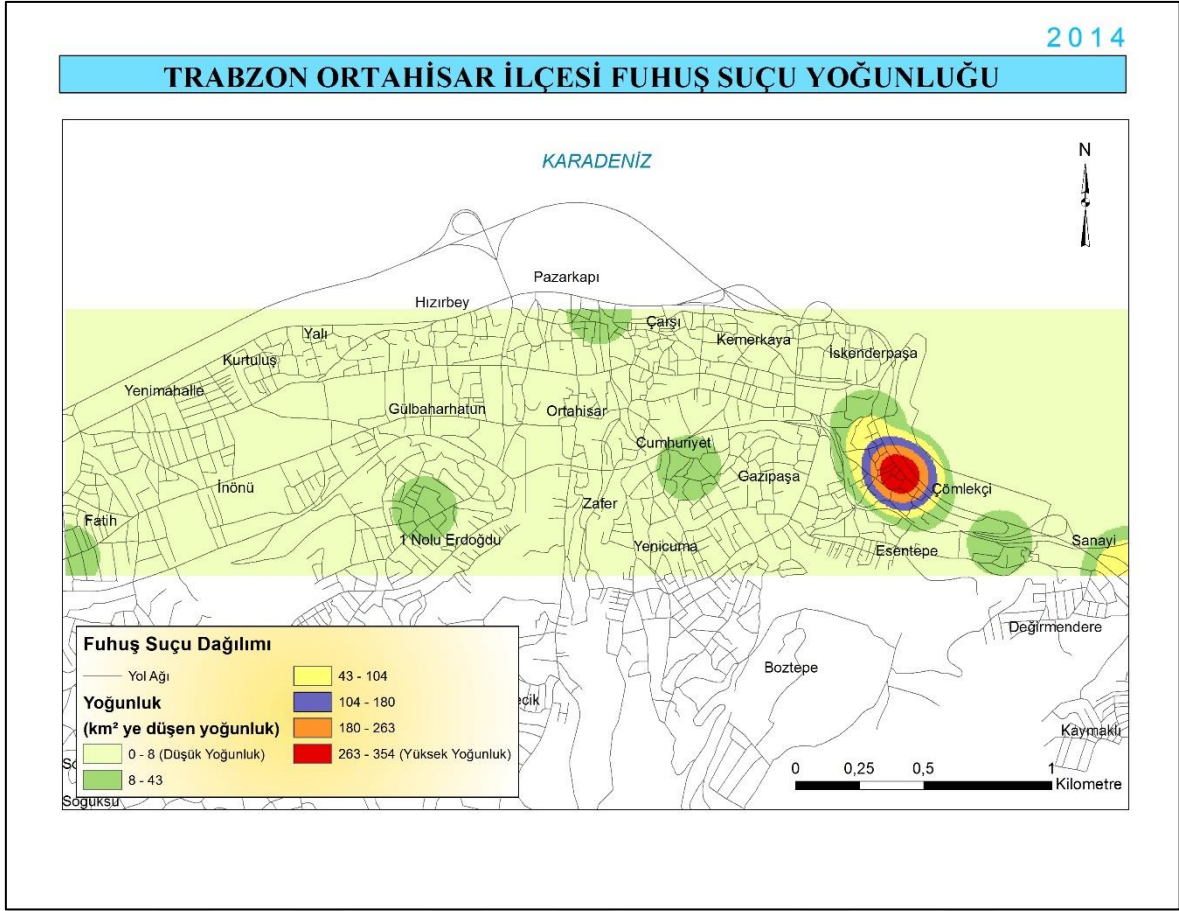 2014
TRABZON ORTAHİSAR İLÇESİ FUHUŞ SUÇU YOĞUNLUĞU
KARADENİZ
N
Pazarkapı
Hızırbey
Çarşı
Yalı
Kemerkaya
İskenderpaşa
Kurtuluş
Yenimahalle
Gülbaharhatun
Ortahisar
Cumhuriyet
Gazipaşa
İnönü
Çömlekçi
Zafer
Fatih
1 Nolu Erdoğdu
Yenicuma
Esentepe
Sanayi
Değirmendere
Boztepe
Kaymaklı
ecik
Fuhuş Suçu Dağılımı
Yol Ağı
Yoğunluk
(km² ye düşen yoğunluk)
0 - 8 (Düşük Yoğunluk)
8 - 43
43 - 104
104 - 180
180 - 263
263 - 354 (Yüksek Yoğunluk)
So
Soğuksu
0 0,25 0,5 1
Kilometre